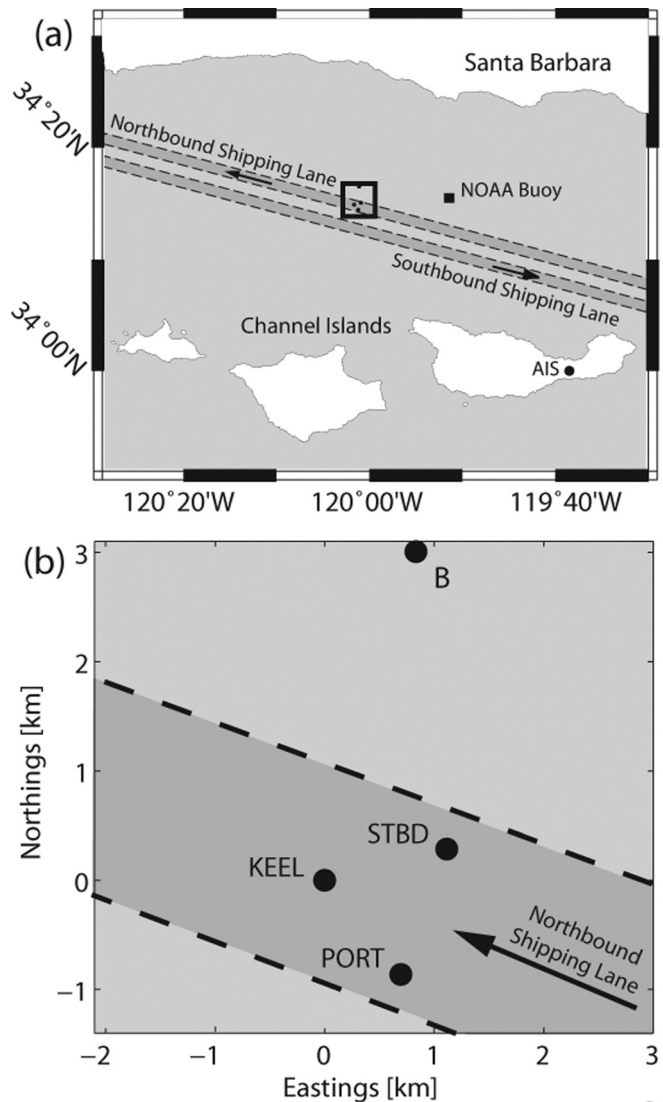 (a)
Santa Barbara
34°20'N
Northbound Shipping Lane
NOAA Buoy
Southbound Shipping Lane
34°00'N
Channel Islands
AIS
120°20'W
120°00'W
119°40'W
(b)
3
B
2
Northings [km]
1
STBD
KEEL
0
Northbound
Shipping Lane
PORT
−1
−2
−1
0
1
2
3
Eastings [km]